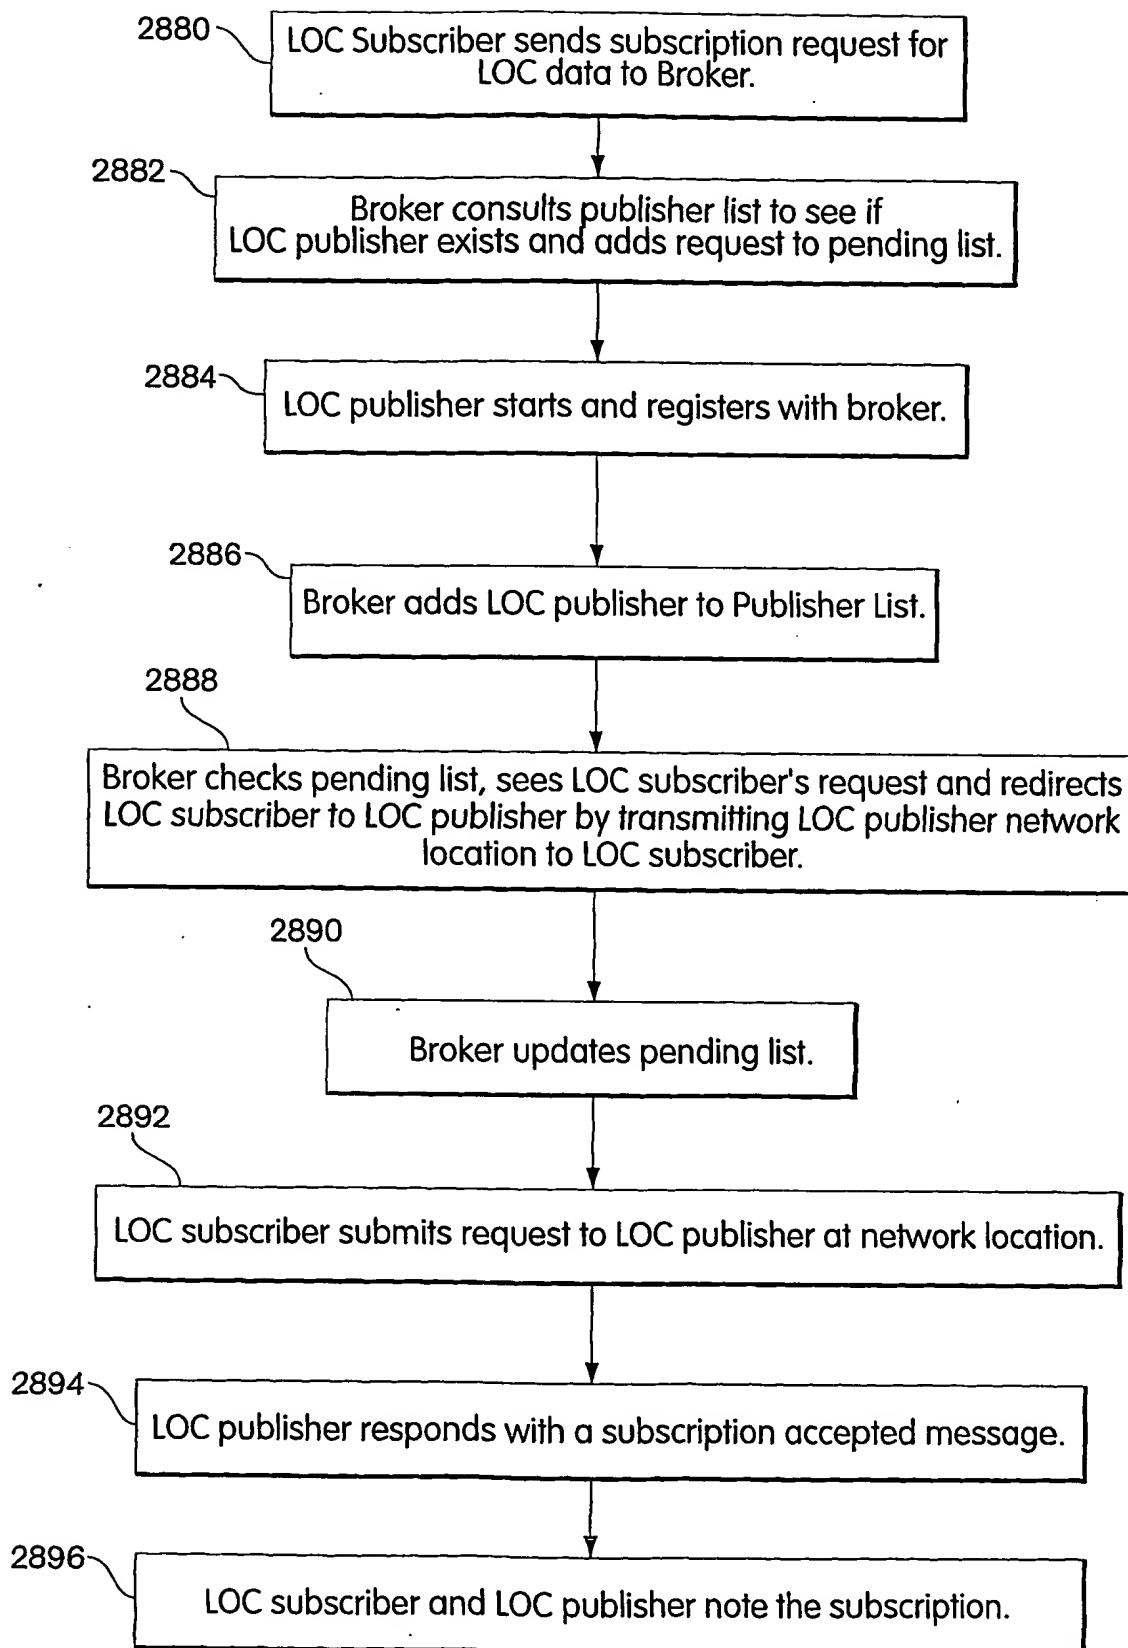 2880
LOC Subscriber sends subscription request for
LOC data to Broker.
2882
Broker consults publisher list to see if
LOC publisher exists and adds request to pending list.
2884
LOC publisher starts and registers with broker.
2886
Broker adds LOC publisher to Publisher List.
2888
Broker checks pending list, sees LOC subscriber's request and redirects
LOC subscriber to LOC publisher by transmitting LOC publisher network
location to LOC subscriber.
2890
Broker updates pending list.
2892
LOC subscriber submits request to LOC publisher at network location.
2894
LOC publisher responds with a subscription accepted message.
2896
LOC subscriber and LOC publisher note the subscription.